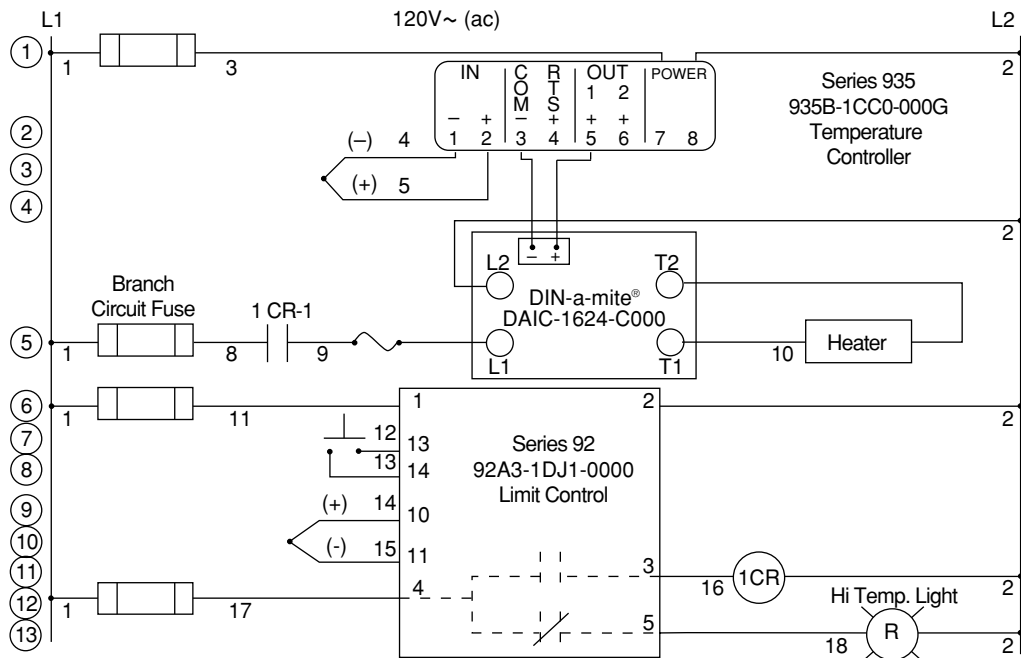 L1 120V~ (ac) L2
1 1 3 2
IN COM RTS OUT POWER
1 2
− + − + + +
1 2 3 4 5 6 7 8
Series 935
935B-1CC0-000G
Temperature
Controller
2 (–) 4
3 (+) 5
4 2
− +
L2 T2
DIN-a-mite®
DAIC-1624-C000
L1 T1
Branch
Circuit Fuse
1 CR-1
5 1 8 9 10 Heater
6 1 11 1 2 2
7 12 13
8 13 14
Series 92
92A3-1DJ1-0000
Limit Control
9 (+) 14 10
10 (-) 15 11
11 3 16 1CR 2
12 1 17 4
Hi Temp. Light
13 5 18 R 2